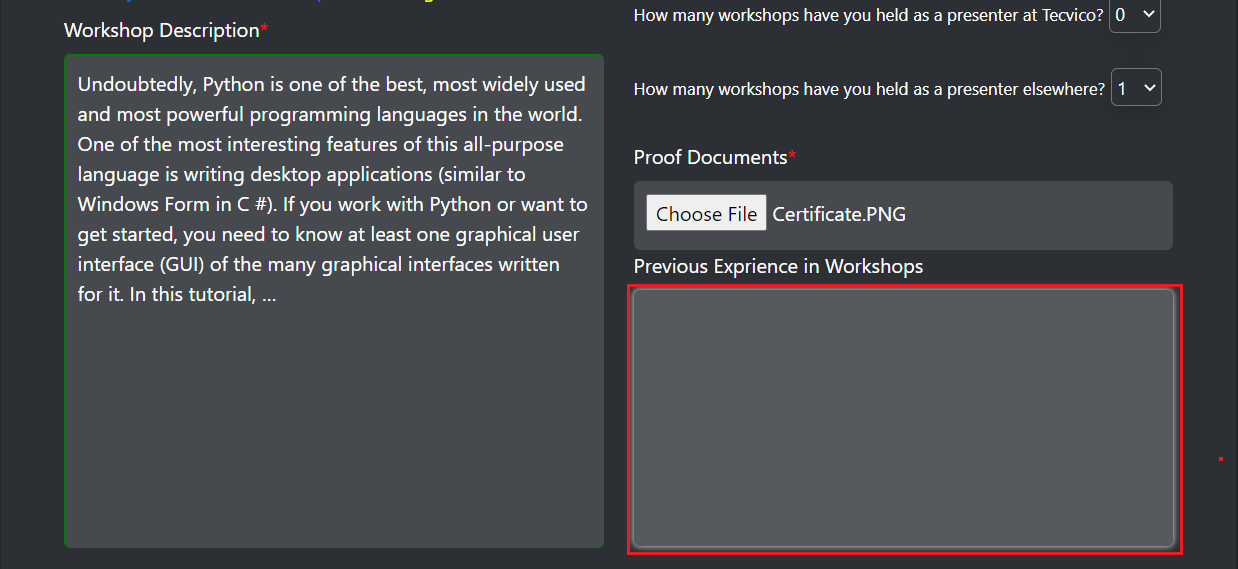 Workshop Description*
Undoubtedly, Python is one of the best, most widely used
and most powerful programming languages in the world.
One of the most interesting features of this all-purpose
language is writing desktop applications (similar to
Windows Form in C #). If you work with Python or want to
get started, you need to know at least one graphical user
interface (GUI) of the many graphical interfaces written
for it. In this tutorial, ...
How many workshops have you held as a presenter at Tecvico? 0
How many workshops have you held as a presenter elsewhere? 1
Proof Documents*
Choose File Certificate.PNG
Previous Exprience in Workshops